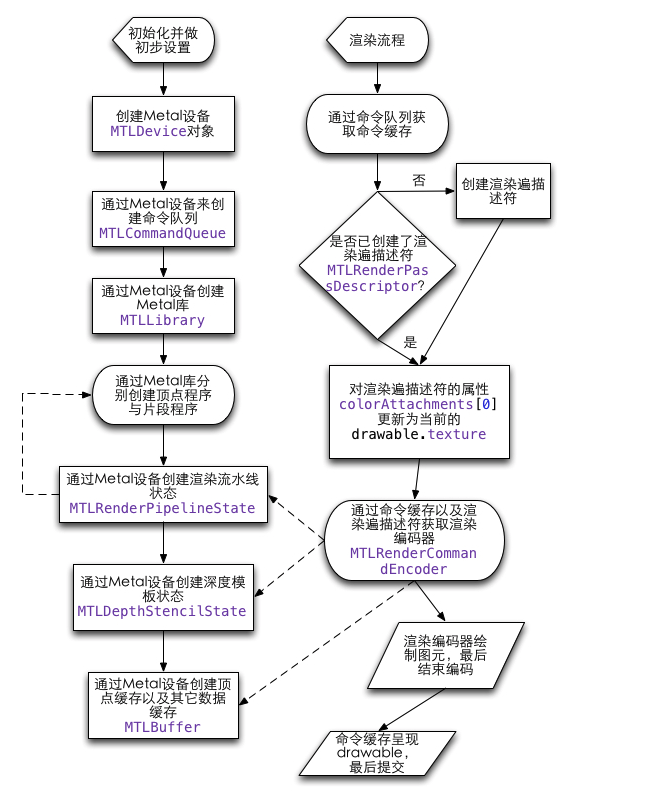 初始化并做
初步设置
创建Metal设备
MTLDevice对象
通过Metal设备来创
建命令队列
MTLCommandQueue
通过Metal设备创建
Metal库
MTLLibrary
通过Metal库分
别创建顶点程序
与片段程序
通过Metal设备创建渲染流水线
状态
MTLRenderPipelineState
通过Metal设备创建深度模
板状态
MTLDepthStencilState
通过Metal设备创建顶
点缓存以及其它数据
缓存
MTLBuffer
渲染流程
通过命令队列获
取命令缓存
是否已创建了渲
染遍描述符
MTLRenderPas
sDescriptor?
否
创建渲染遍描
述符
是
对渲染遍描述符的属性
colorAttachments[0]
更新为当前的
drawable.texture
通过命令缓存以及渲
染遍描述符获取渲染
编码器
MTLRenderComman
dEncoder
渲染编码器绘
制图元，最后
结束编码
命令缓存呈现
drawable，
最后提交